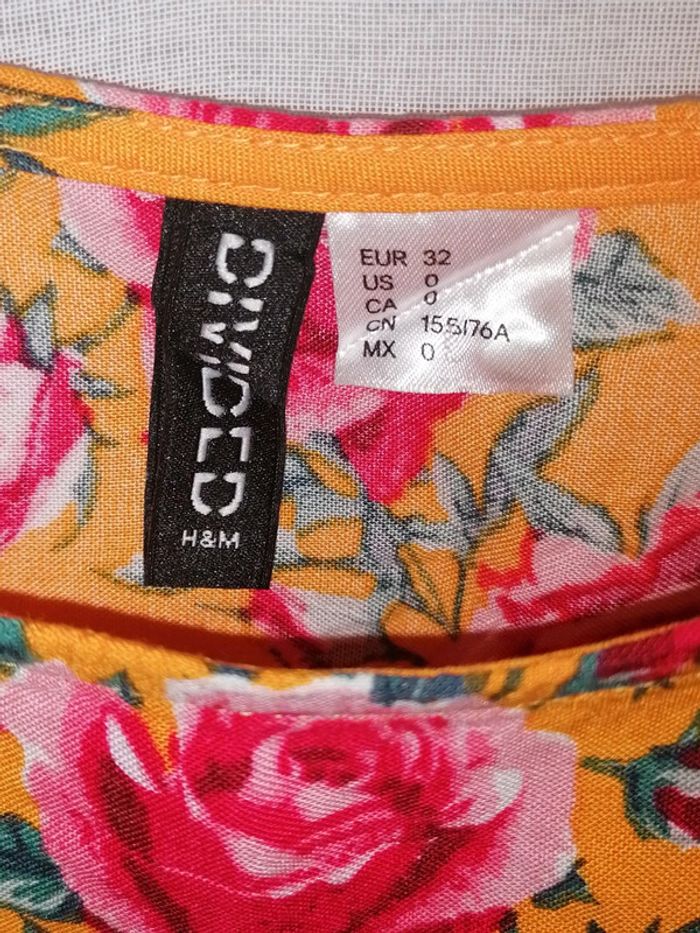 DIVIDED
H&M
EUR 32
US 0
CA 0
CN 155/76A
MX 0